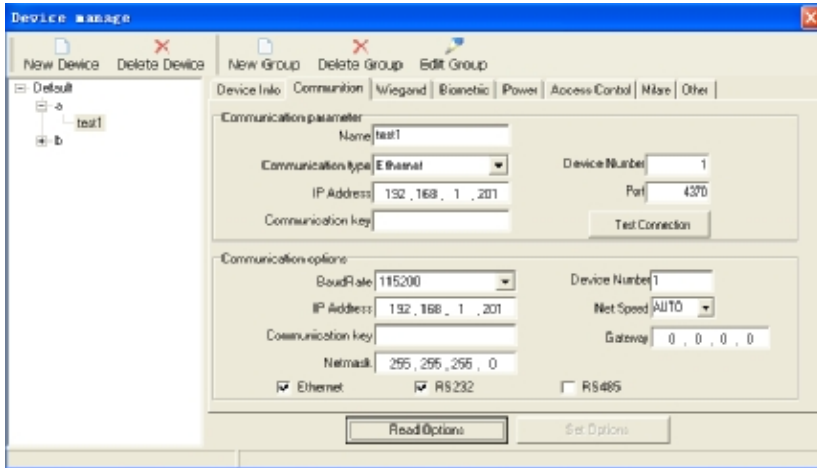 Device manage
New Device Delete Device New Group Delete Group Edit Group
Default
a
test1
b
Device Info Communition Wiegand Biometric Power Access Contol Mifare Other
Communication parameter
Name test1
Communication type Ethernet Device Number 1
IP Address 192 . 168 . 1 . 201 Port 4370
Communication key Test Connection
Communication options
BaudRate 115200 Device Number 1
IP Address 192 . 168 . 1 . 201 Net Speed AUTO
Communication key Gateway 0 . 0 . 0 . 0
Netmask 255 . 255 . 255 . 0
Ethernet RS232 RS485
Read Options Set Options